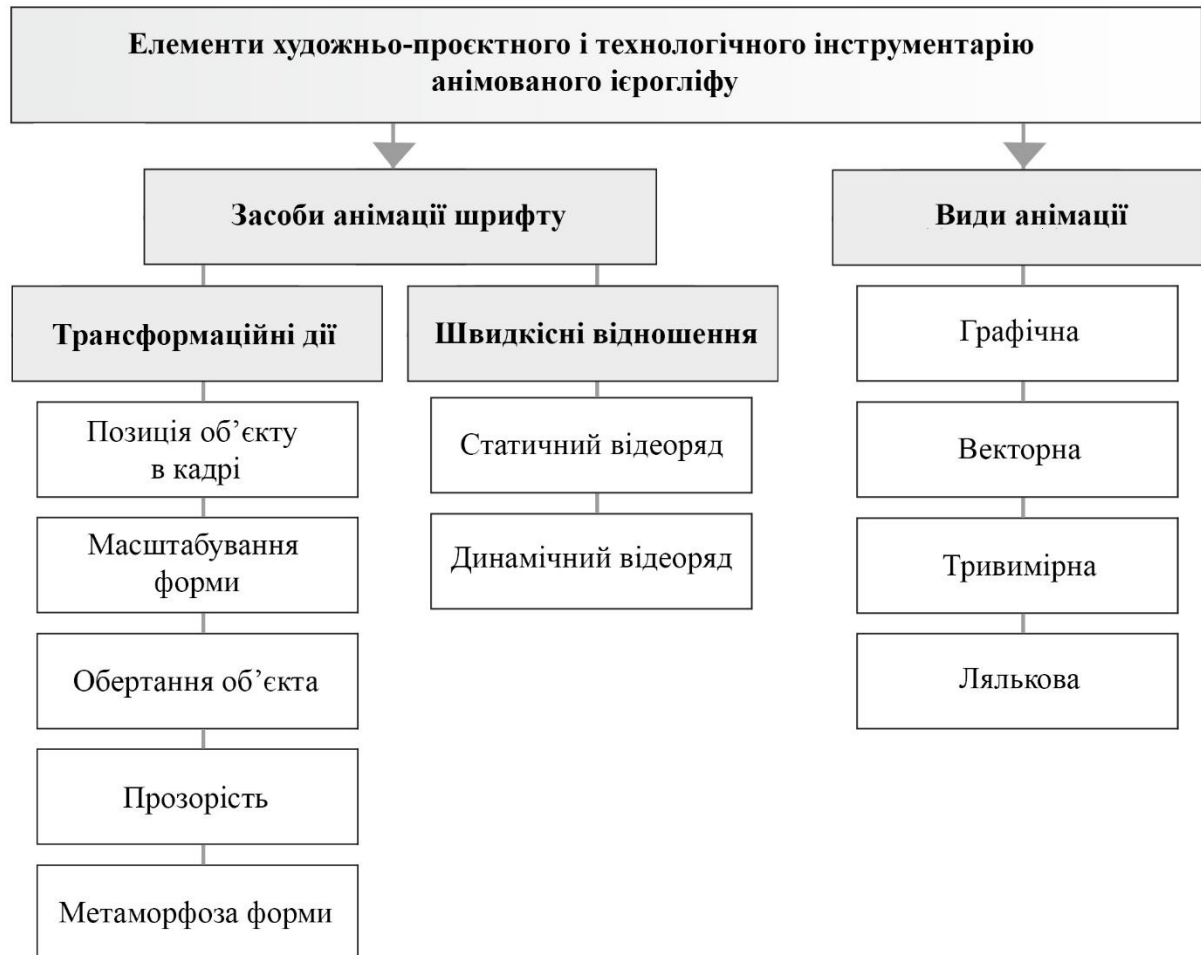 Елементи художньо-проєктного і технологічного інструментарію
анімованого ієрогліфу
Засоби анімації шрифту
Види анімації
Трансформаційні дії
Швидкісні відношення
Графічна
Позиція об’єкту
в кадрі
Статичний відеоряд
Векторна
Масштабування
форми
Динамічний відеоряд
Тривимірна
Обертання об’єкта
Лялькова
Прозорість
Метаморфоза форми